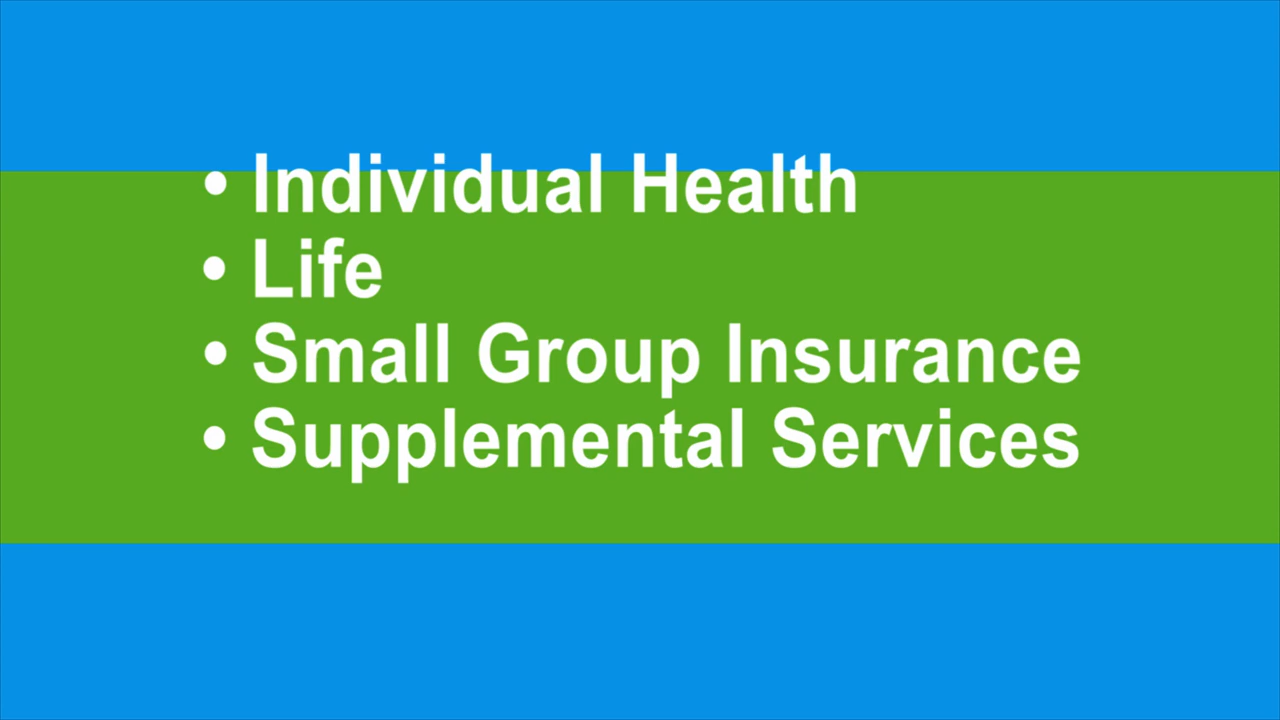 • Individual Health
• Life
• Small Group Insurance
• Supplemental Services